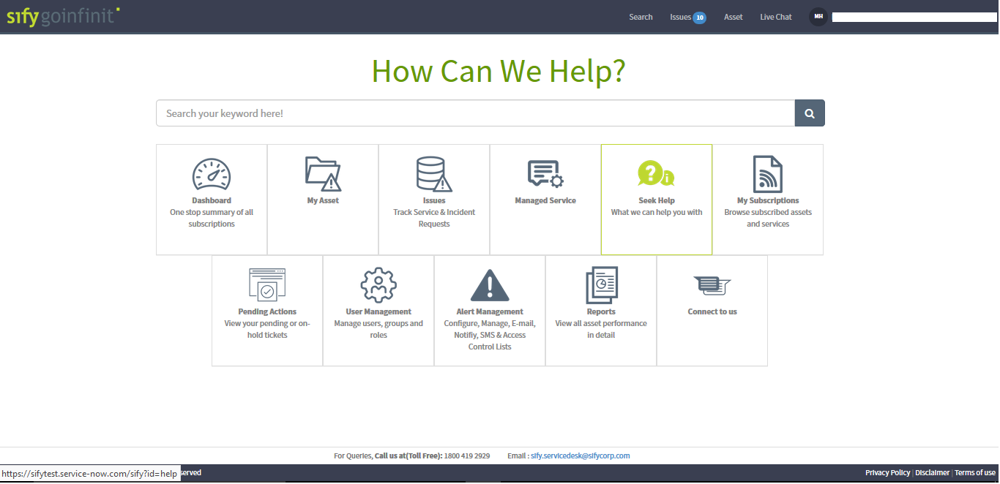 sify goinfinit
Search Issues 10 Asset Live Chat MH
How Can We Help?
Search your keyword here!
Dashboard
One stop summary of all
subscriptions
My Asset
Issues
Track Service & Incident
Requests
Managed Service
Seek Help
What we can help you with
My Subscriptions
Browse subscribed assets
and services
Pending Actions
View your pending or on-
hold tickets
User Management
Manage users, groups and
roles
Alert Management
Configure, Manage, E-mail,
Notifiy, SMS & Access
Control Lists
Reports
View all asset performance
in detail
Connect to us
For Queries, Call us at(Toll Free): 1800 419 2929 Email : sify.servicedesk@sifycorp.com
https://sifytest.service-now.com/sify?id=help served Privacy Policy | Disclaimer | Terms of use